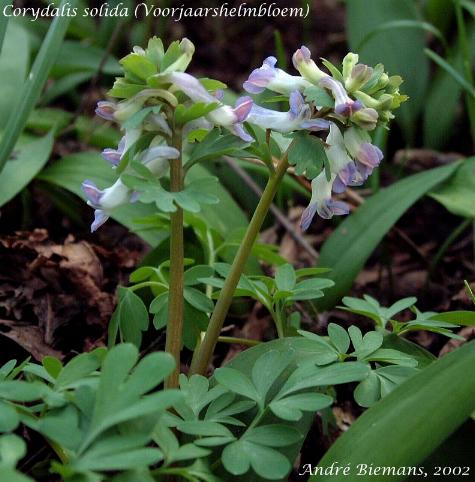 Corydalis solida (Voorjaarshelmbloem)
André Biemans, 2002